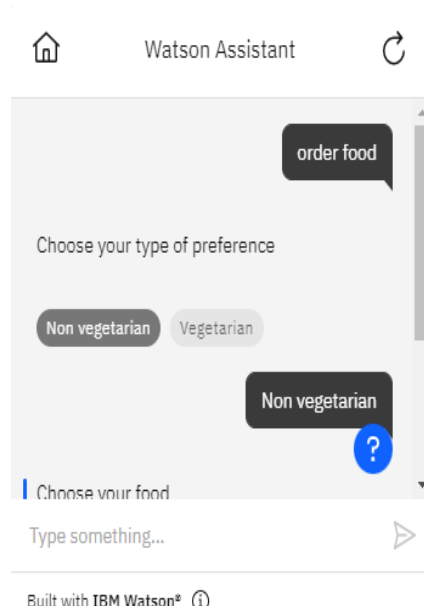 Watson Assistant
order food
Choose your type of preference
Non vegetarian Vegetarian
Non vegetarian
?
Choose your food
Type something...
Built with IBM Watson®